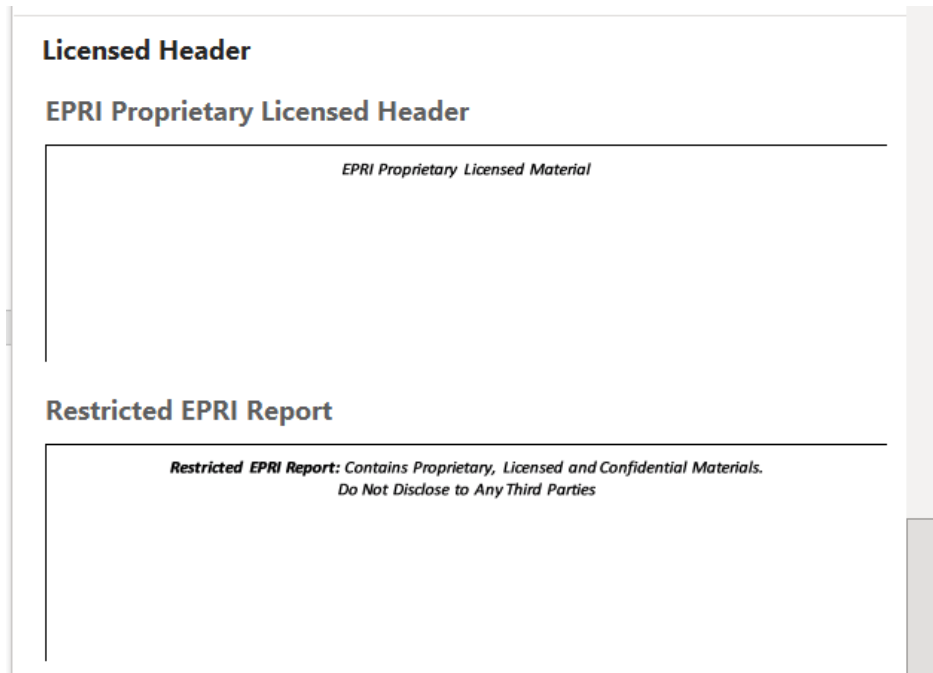 Licensed Header
EPRI Proprietary Licensed Header
EPRI Proprietary Licensed Material
Restricted EPRI Report
Restricted EPRI Report: Contains Proprietary, Licensed and Confidential Materials.
Do Not Disclose to Any Third Parties